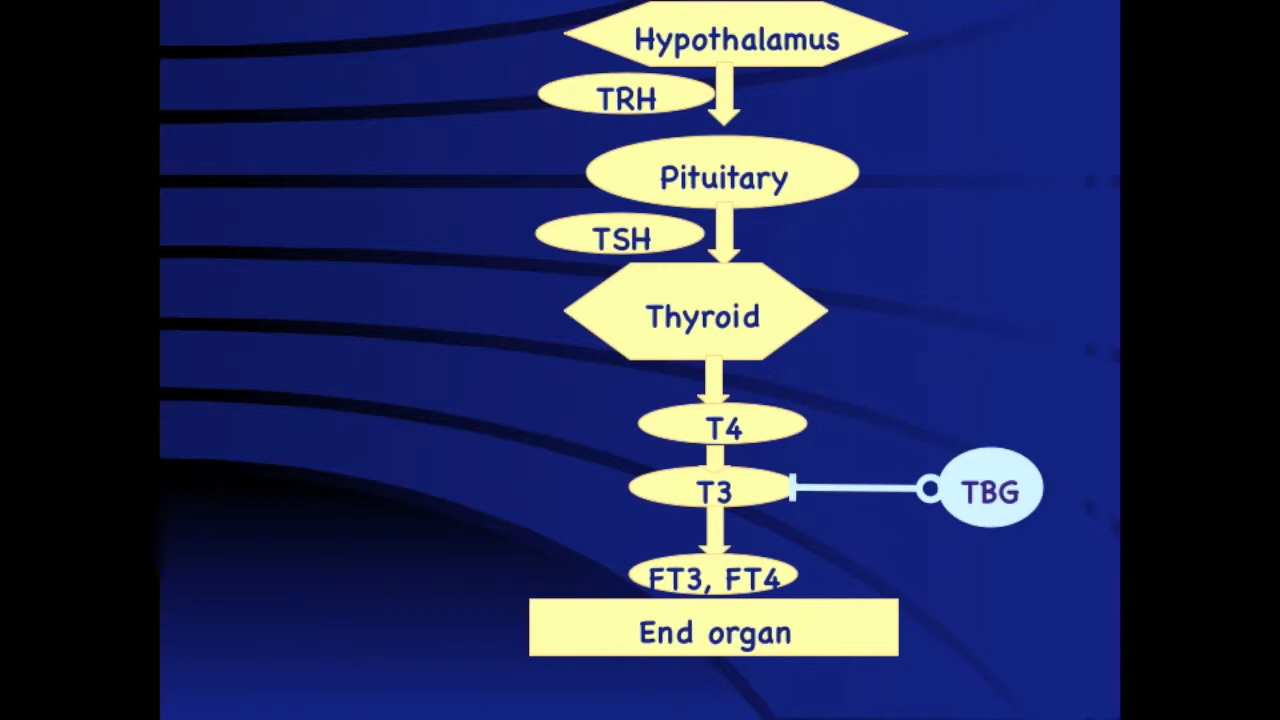 Hypothalamus
TRH
Pituitary
TSH
Thyroid
T4
T3
TBG
FT3, FT4
End organ